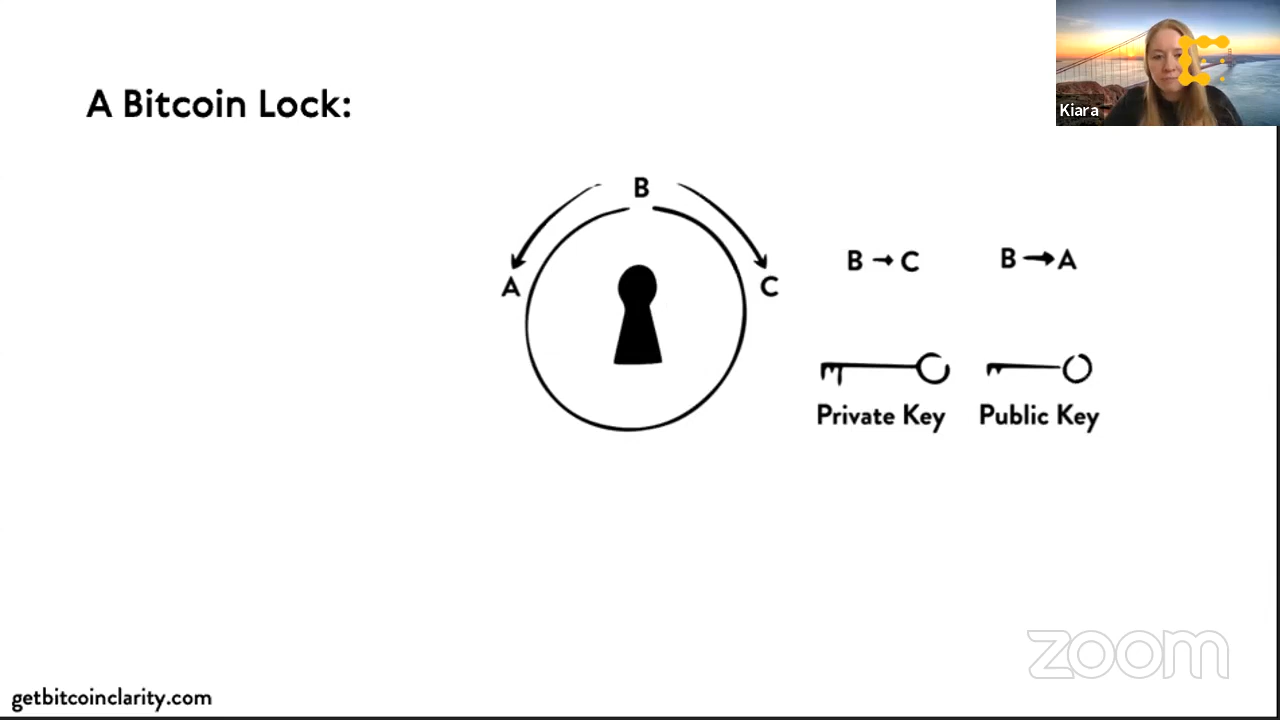 Kiara
A Bitcoin Lock:
B
A
C
B → C
B → A
Private Key
Public Key
zoom
getbitcoinclarity.com